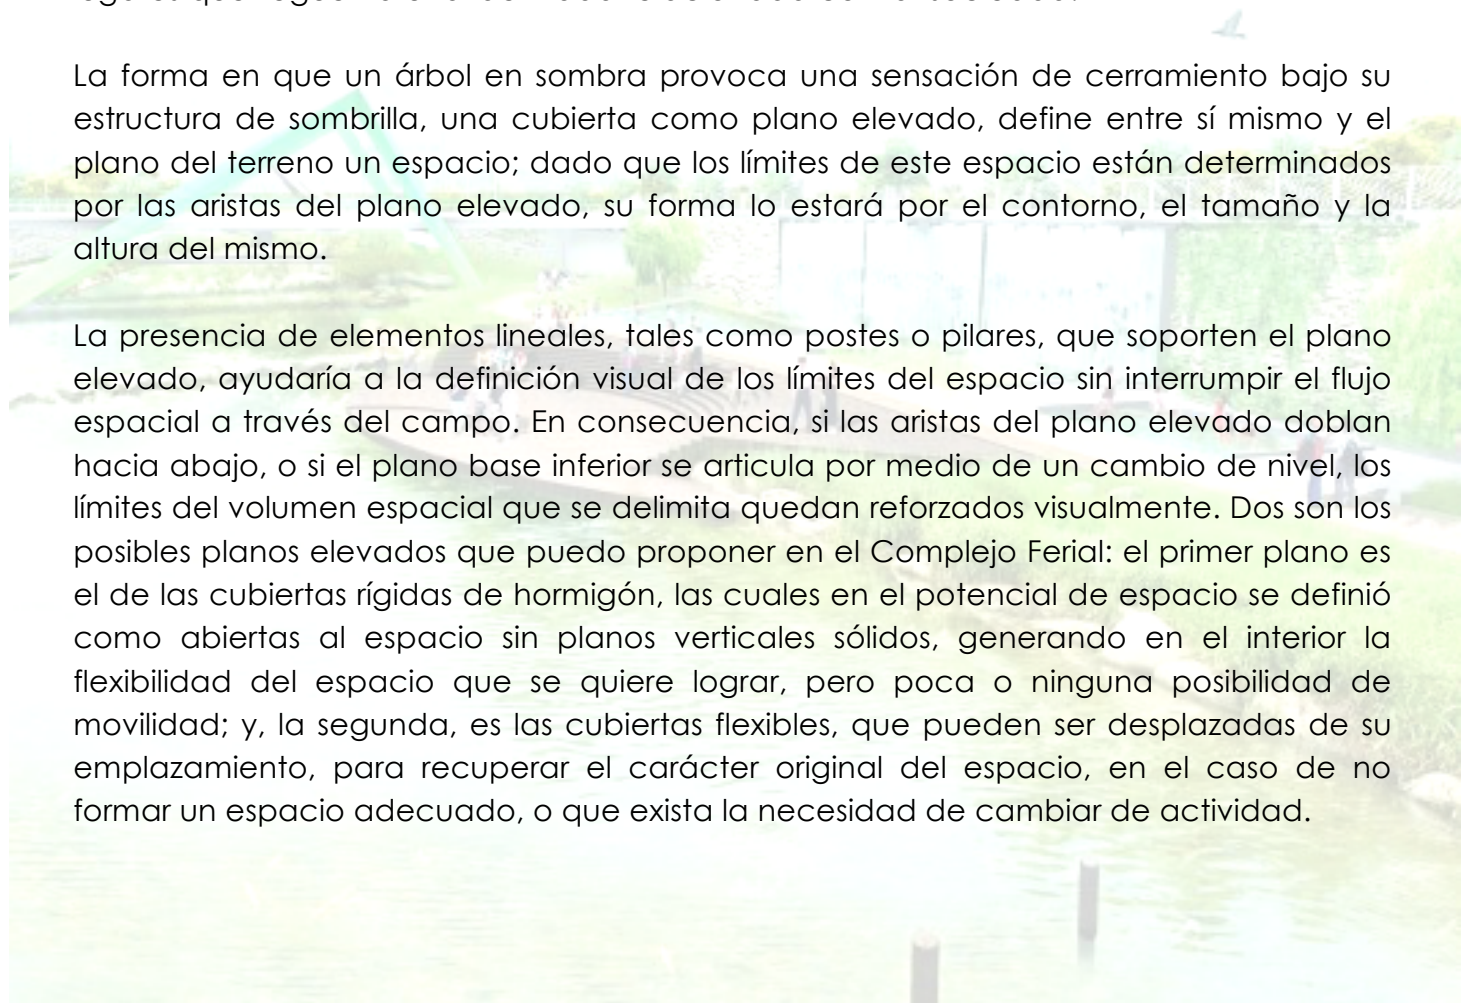 La forma en que un árbol en sombra provoca una sensación de cerramiento bajo su
estructura de sombrilla, una cubierta como plano elevado, define entre sí mismo y el
plano del terreno un espacio; dado que los límites de este espacio están determinados
por las aristas del plano elevado, su forma lo estará por el contorno, el tamaño y la
altura del mismo.
La presencia de elementos lineales, tales como postes o pilares, que soporten el plano
elevado, ayudaría a la definición visual de los límites del espacio sin interrumpir el flujo
espacial a través del campo. En consecuencia, si las aristas del plano elevado doblan
hacia abajo, o si el plano base inferior se articula por medio de un cambio de nivel, los
límites del volumen espacial que se delimita quedan reforzados visualmente. Dos son los
posibles planos elevados que puedo proponer en el Complejo Ferial: el primer plano es
el de las cubiertas rígidas de hormigón, las cuales en el potencial de espacio se definió
como abiertas al espacio sin planos verticales sólidos, generando en el interior la
flexibilidad del espacio que se quiere lograr, pero poca o ninguna posibilidad de
movilidad; y, la segunda, es las cubiertas flexibles, que pueden ser desplazadas de su
emplazamiento, para recuperar el carácter original del espacio, en el caso de no
formar un espacio adecuado, o que exista la necesidad de cambiar de actividad.